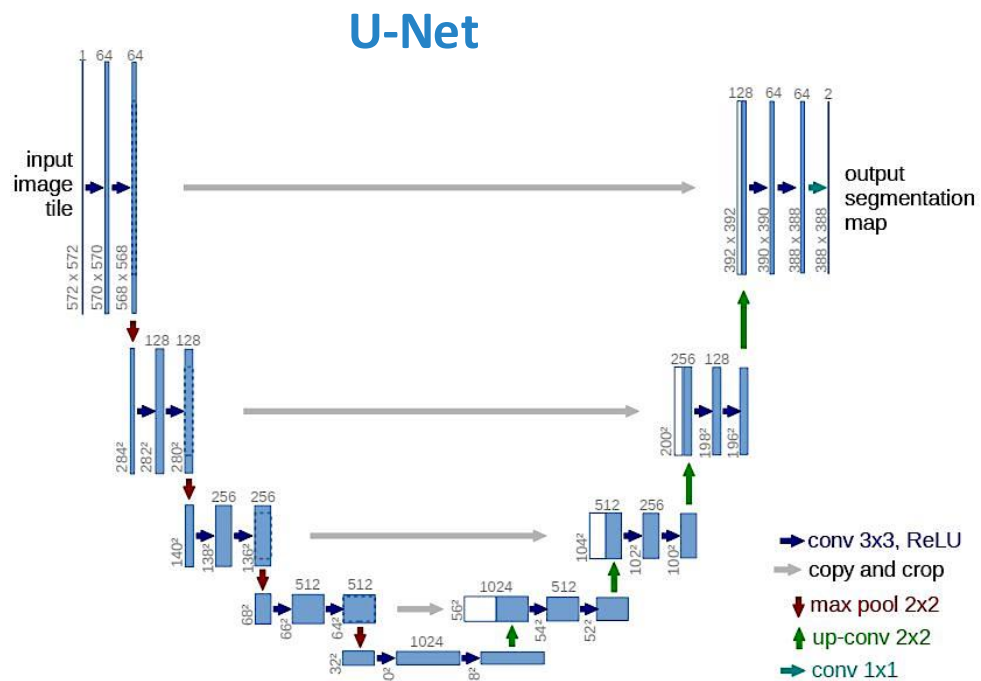 U-Net
1 64 64
128 64 64 2
input
image
tile
output
segmentation
map
572 x 572
570 x 570
568 x 568
392 x 392
390 x 390
388 x 388
388 x 388
128 128
256 128
284²
282²
280²
200²
198²
196²
256 256
512 256
140²
138²
136²
104²
102²
100²
512 512
1024 512
68²
66²
64²
56²
54²
52²
1024
32²
0²
8²
conv 3x3, ReLU
copy and crop
max pool 2x2
up-conv 2x2
conv 1x1